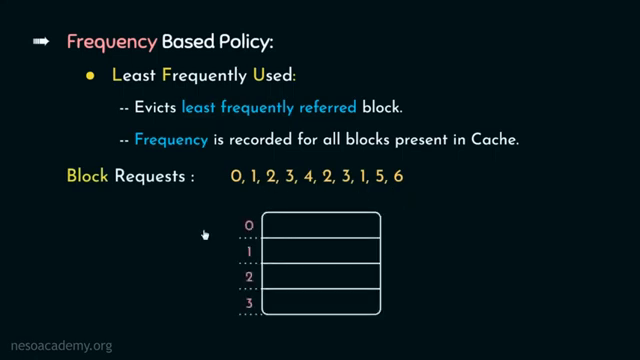 ➠ Frequency Based Policy:
● Least Frequently Used:
-- Evicts least frequently referred block.
-- Frequency is recorded for all blocks present in Cache.
Block Requests : 0, 1, 2, 3, 4, 2, 3, 1, 5, 6
0
1
2
3
nesoacademy.org